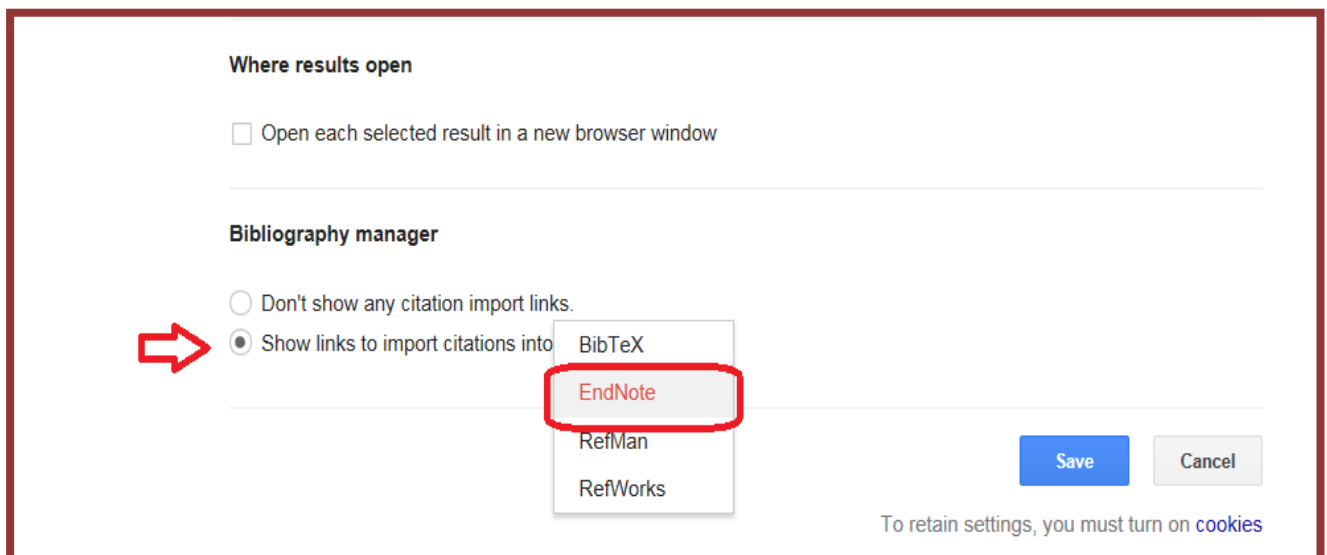 Where results open
Open each selected result in a new browser window
Bibliography manager
Don't show any citation import links.
Show links to import citations into
BibTeX
EndNote
RefMan
RefWorks
Save Cancel
To retain settings, you must turn on cookies